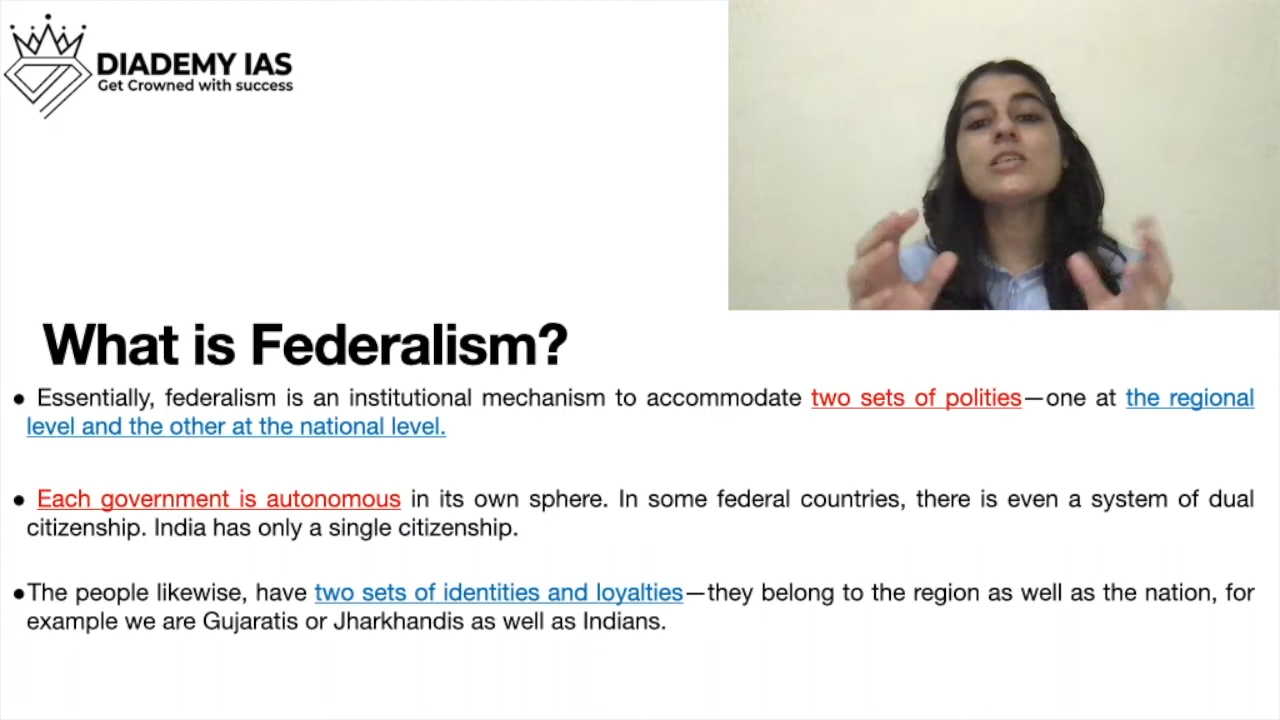 DIADEMY IAS
Get Crowned with success
What is Federalism?
● Essentially, federalism is an institutional mechanism to accommodate two sets of polities—one at the regional
level and the other at the national level.
● Each government is autonomous in its own sphere. In some federal countries, there is even a system of dual
citizenship. India has only a single citizenship.
●The people likewise, have two sets of identities and loyalties—they belong to the region as well as the nation, for
example we are Gujaratis or Jharkhandis as well as Indians.